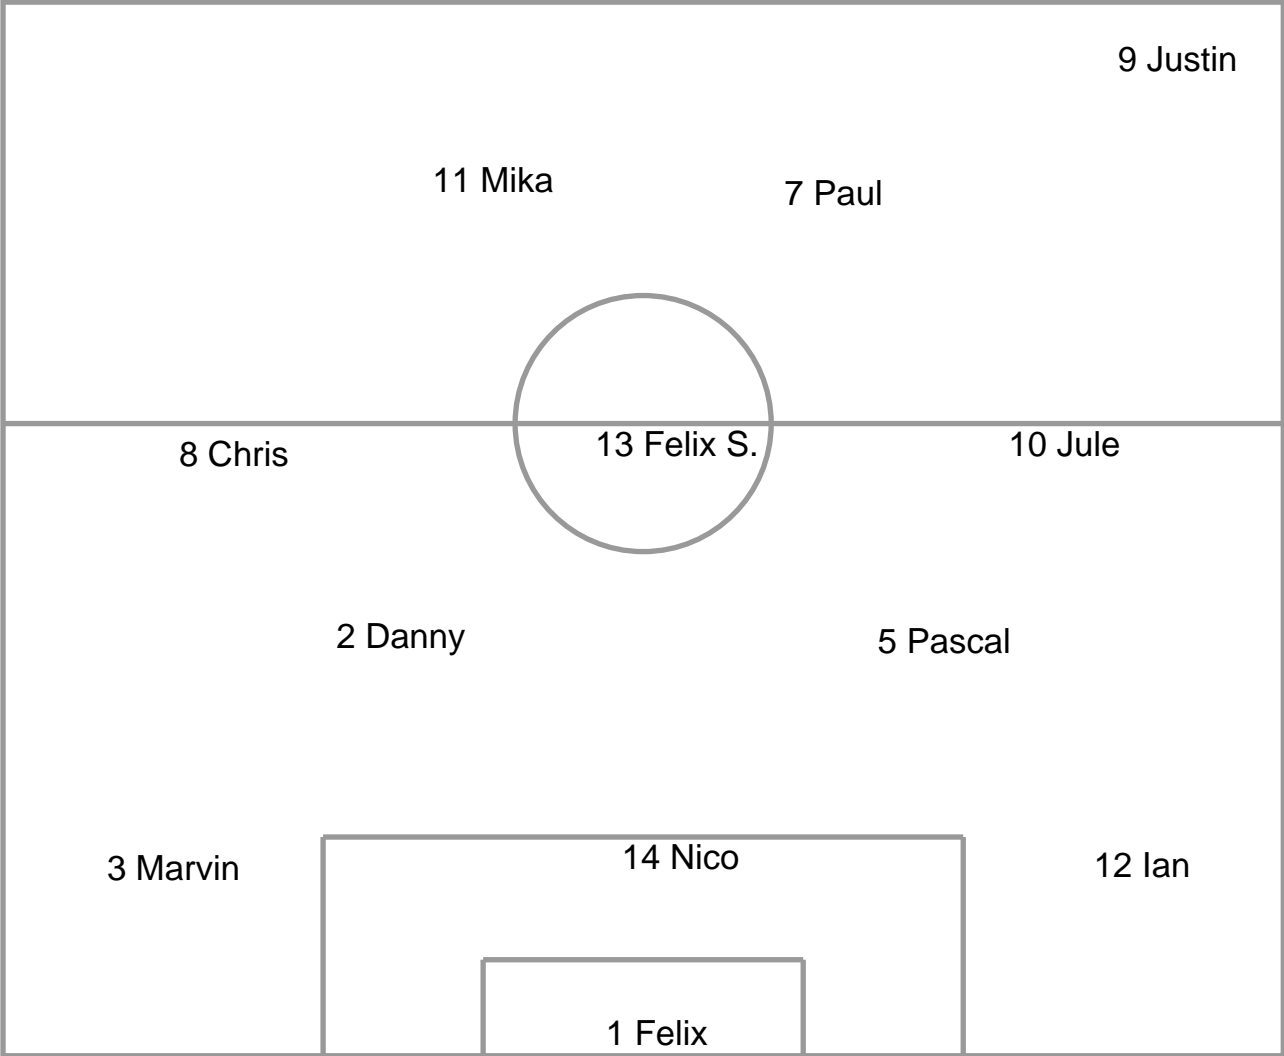 9 Justin
11 Mika
7 Paul
8 Chris
13 Felix S.
10 Jule
2 Danny
5 Pascal
3 Marvin
14 Nico
12 Ian
1 Felix